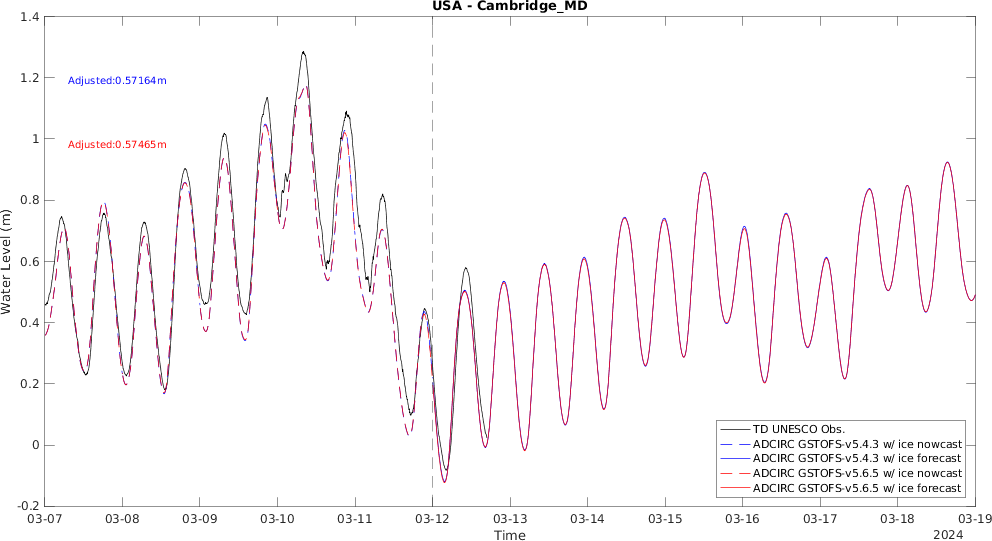 USA - Cambridge_MD
1.4
1.2
1
0.8
0.6
0.4
0.2
0
-0.2
Water Level (m)
Adjusted:0.57164m
Adjusted:0.57465m
TD UNESCO Obs.
ADCIRC GSTOFS-v5.4.3 w/ ice nowcast
ADCIRC GSTOFS-v5.4.3 w/ ice forecast
ADCIRC GSTOFS-v5.6.5 w/ ice nowcast
ADCIRC GSTOFS-v5.6.5 w/ ice forecast
03-07 03-08 03-09 03-10 03-11 03-12 03-13 03-14 03-15 03-16 03-17 03-18 03-19
Time
2024